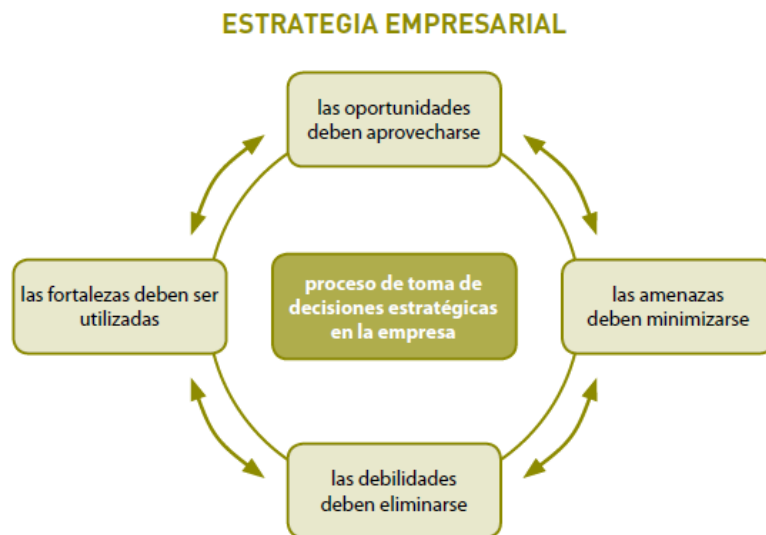 ESTRATEGIA EMPRESARIAL
las oportunidades
deben aprovecharse
las fortalezas deben ser
utilizadas
proceso de toma de
decisiones estratégicas
en la empresa
las amenazas
deben minimizarse
las debilidades
deben eliminarse